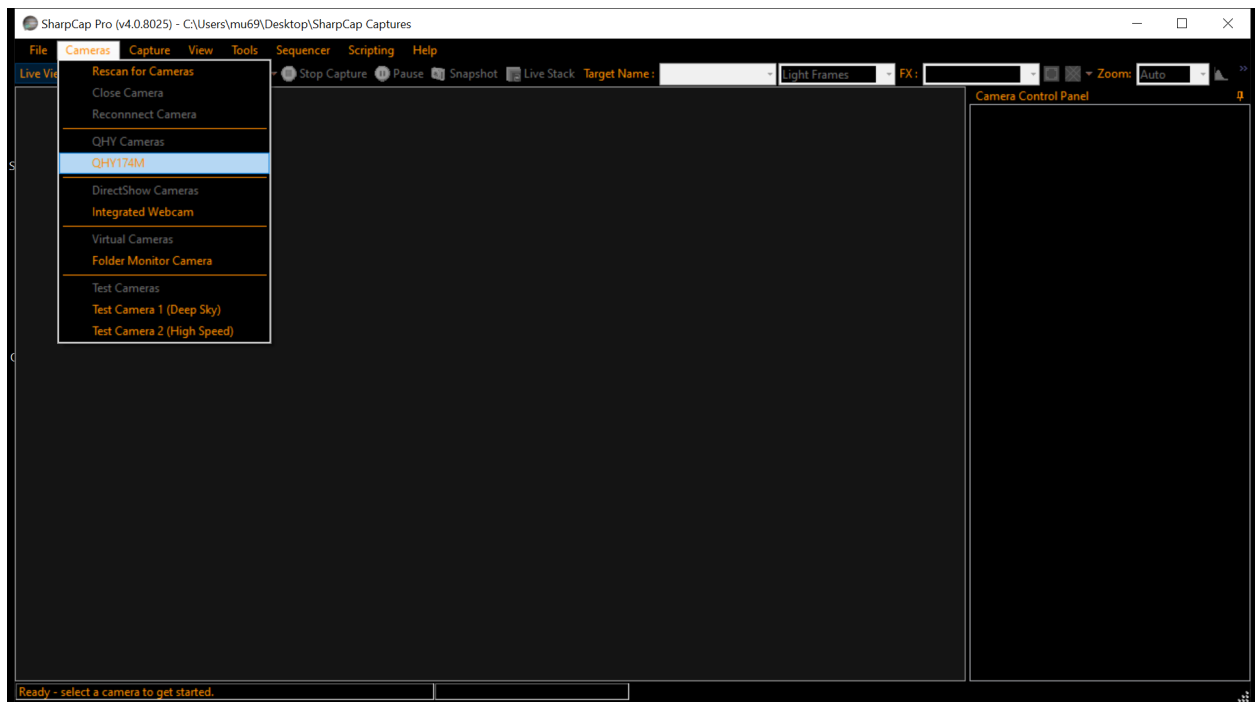 SharpCap Pro (v4.0.8025) - C:\Users\mu69\Desktop\SharpCap Captures
File Cameras Capture View Tools Sequencer Scripting Help
Live Vie Stop Capture Pause Snapshot Live Stack Target Name : Light Frames FX : Zoom: Auto
Camera Control Panel
Rescan for Cameras
Close Camera
Reconnnect Camera
QHY Cameras
QHY174M
DirectShow Cameras
Integrated Webcam
Virtual Cameras
Folder Monitor Camera
Test Cameras
Test Camera 1 (Deep Sky)
Test Camera 2 (High Speed)
Ready - select a camera to get started.